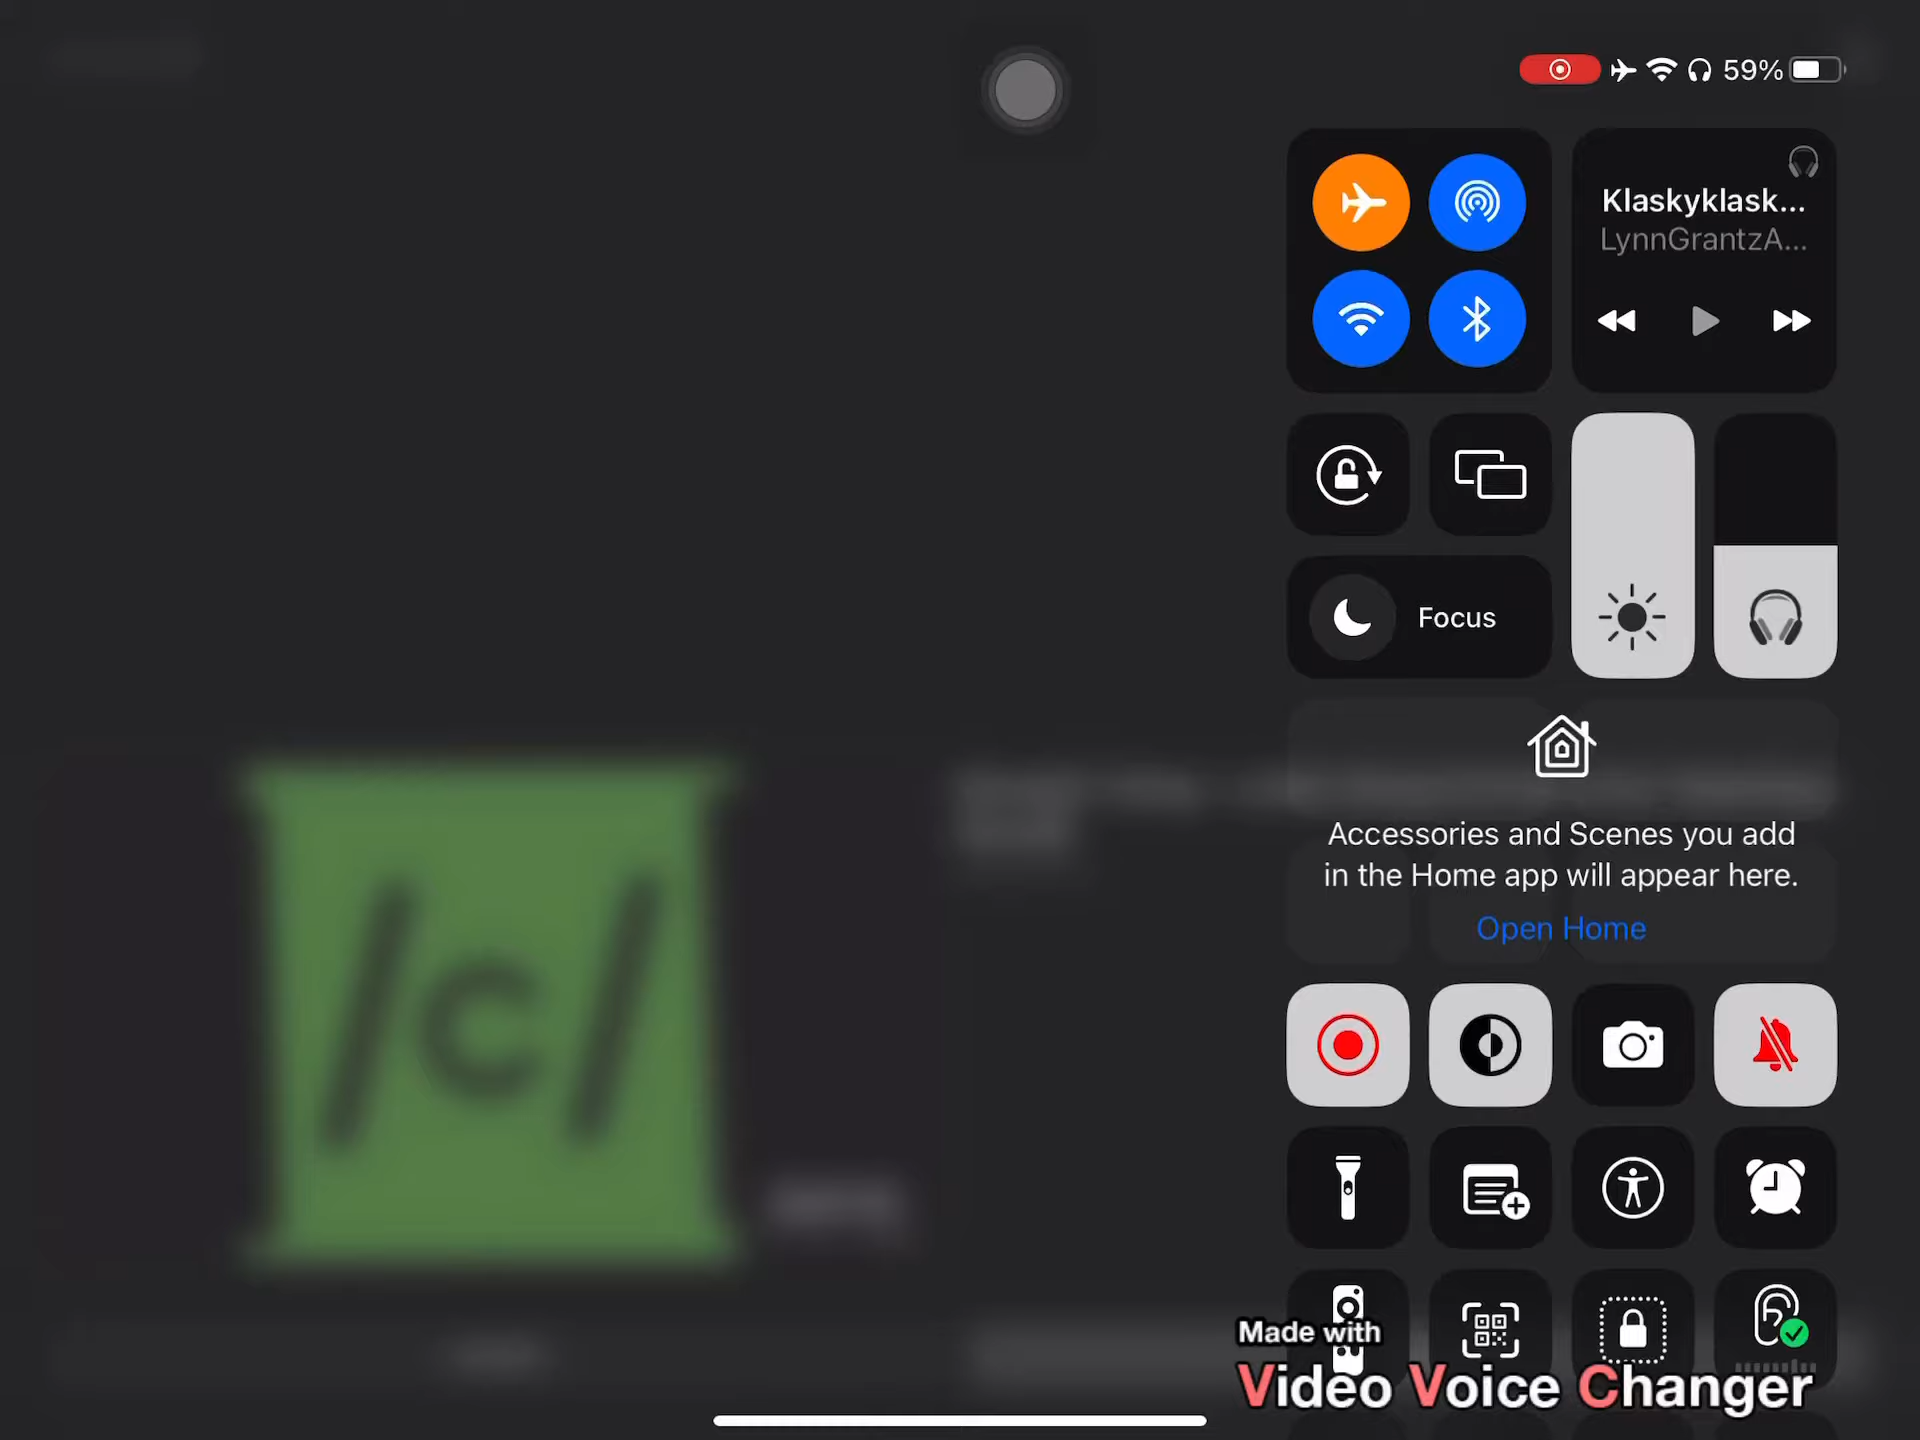 59%
Klaskyklask...
LynnGrantzA...
Focus
Accessories and Scenes you add
in the Home app will appear here.
Open Home
/c/
Made with
Video Voice Changer